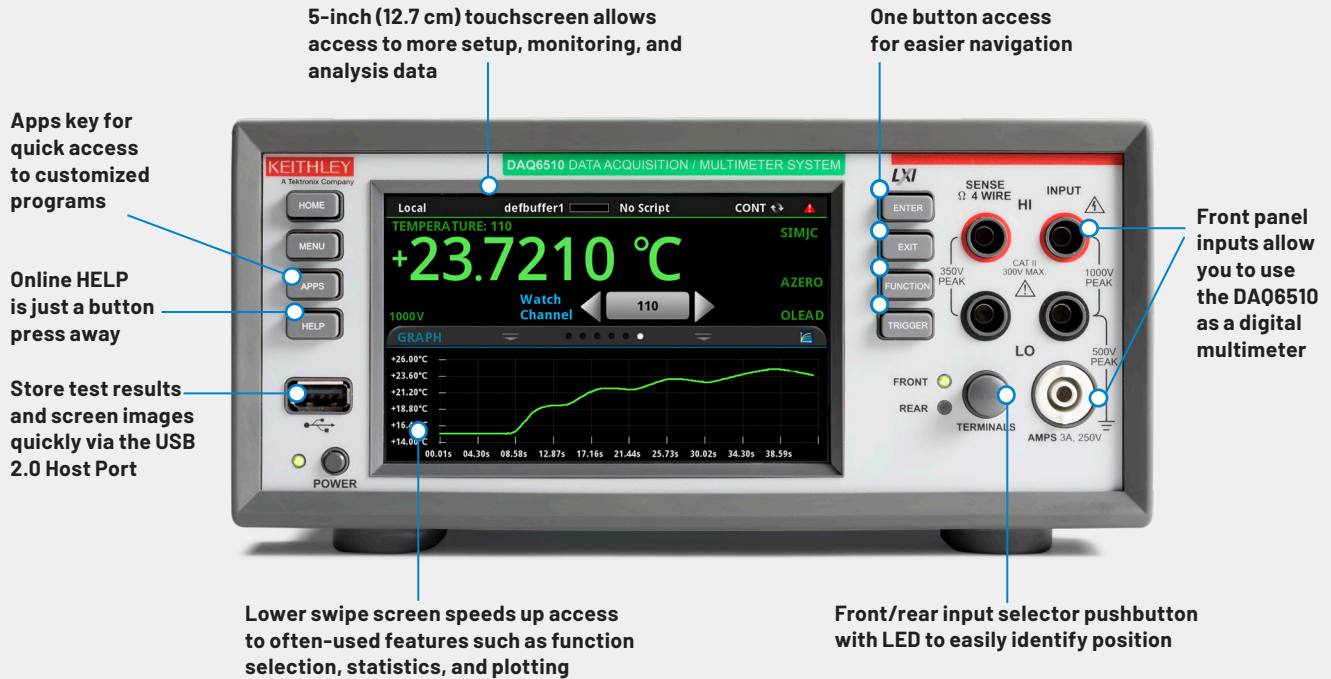 5-inch (12.7 cm) touchscreen allows
access to more setup, monitoring, and
analysis data
One button access
for easier navigation
Apps key for
quick access
to customized
programs
Online HELP
is just a button
press away
Store test results
and screen images
quickly via the USB
2.0 Host Port
KEITHLEY
A Tektronix Company
DAQ6510 DATA ACQUISITION / MULTIMETER SYSTEM
LXI
HOME
MENU
APPS
HELP
POWER
Local defbuffer1 No Script CONT
TEMPERATURE: 110
SIMJC
+23.7210 °C
AZERO
Watch
Channel
110
1000V
OLEAD
GRAPH
+26.00°C
+23.60°C
+21.20°C
+18.80°C
+14.00°C
00.01s 04.30s 08.58s 12.87s 17.16s 21.44s 25.73s 30.02s 34.30s 38.59s
ENTER
EXIT
FUNCTION
TRIGGER
SENSE
Ω 4 WIRE
INPUT
HI
CAT II
300V MAX.
350V
PEAK
1000V
PEAK
LO
500V
PEAK
FRONT
REAR
TERMINALS
AMPS 3A, 250V
Front panel
inputs allow
you to use
the DAQ6510
as a digital
multimeter
Lower swipe screen speeds up access
to often-used features such as function
selection, statistics, and plotting
Front/rear input selector pushbutton
with LED to easily identify position